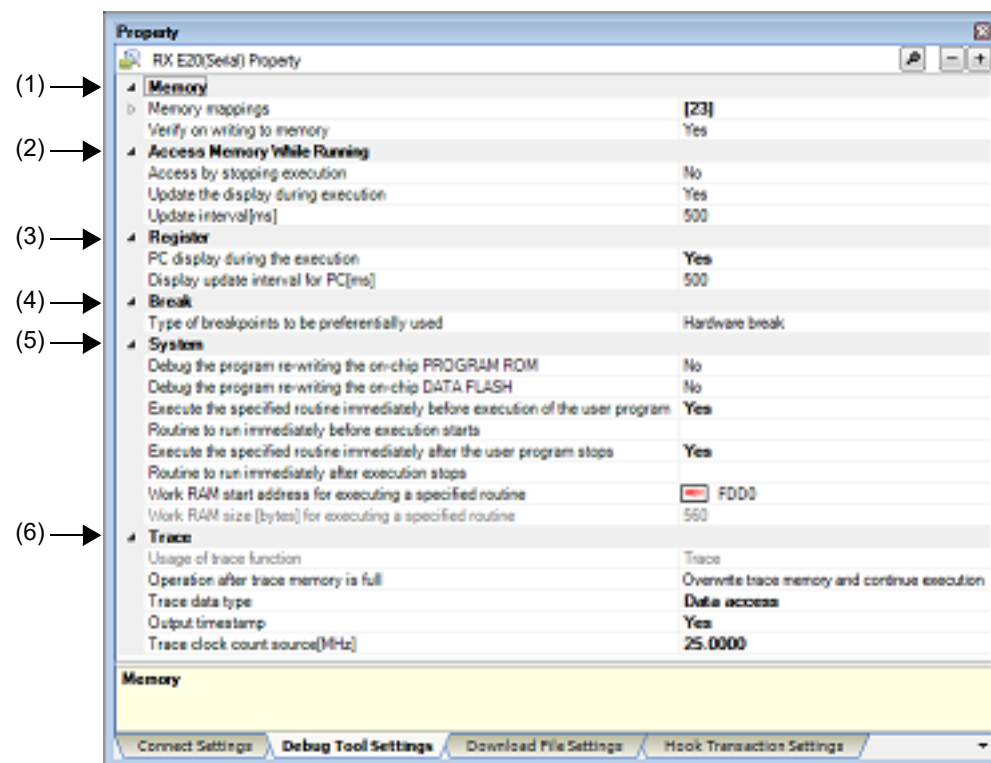 Property
RX E20(Serial) Property
(1) Memory
Memory mappings [23]
Verify on writing to memory Yes
(2) Access Memory While Running
Access by stopping execution No
Update the display during execution Yes
Update interval[ms] 500
(3) Register
PC display during the execution Yes
Display update interval for PC[ms] 500
(4) Break
Type of breakpoints to be preferentially used Hardware break
(5) System
Debug the program re-writing the on-chip PROGRAM ROM No
Debug the program re-writing the on-chip DATA FLASH No
Execute the specified routine immediately before execution of the user program Yes
Routine to run immediately before execution starts
Execute the specified routine immediately after the user program stops Yes
Routine to run immediately after execution stops
Work RAM start address for executing a specified routine FDD0
Work RAM size [bytes] for executing a specified routine 560
(6) Trace
Usage of trace function Trace
Operation after trace memory is full Overwrite trace memory and continue execution
Trace data type Data access
Output timestamp Yes
Trace clock count source[MHz] 25.0000
Memory
Connect Settings Debug Tool Settings Download File Settings Hook Transaction Settings